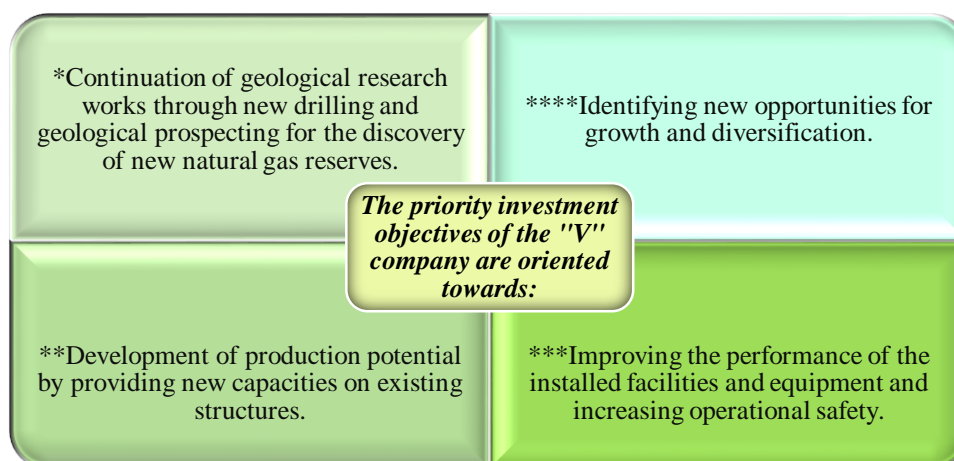 *Continuation of geological research
works through new drilling and
geological prospecting for the discovery
of new natural gas reserves.
****Identifying new opportunities for
growth and diversification.
The priority investment
objectives of the "V"
company are oriented
towards:
**Development of production potential
by providing new capacities on existing
structures.
***Improving the performance of the
installed facilities and equipment and
increasing operational safety.